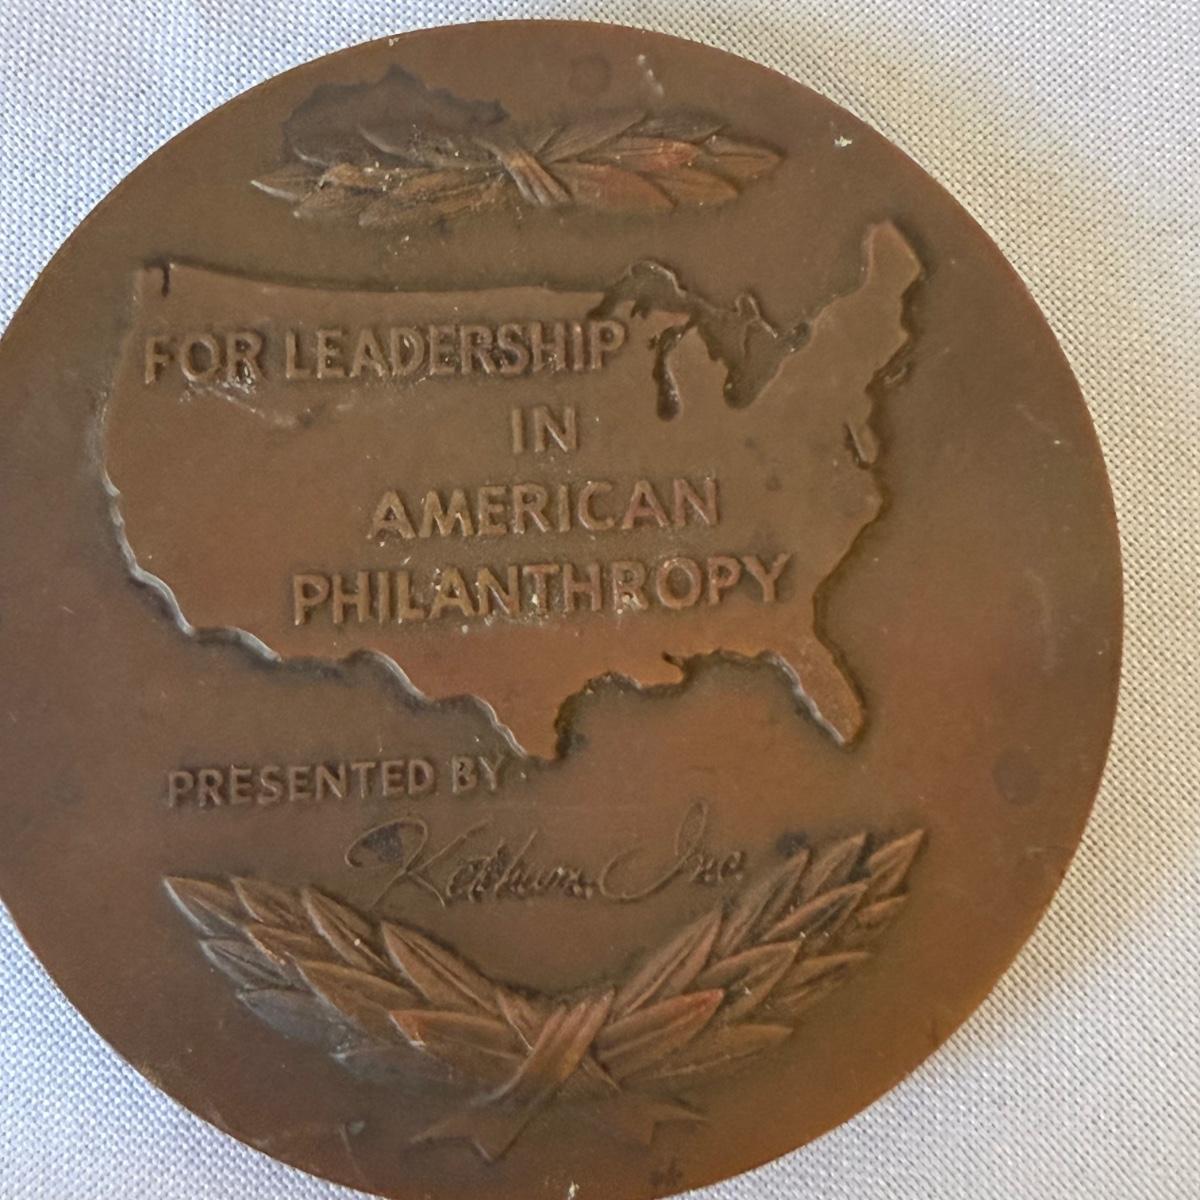 FOR LEADERSHIP
IN
AMERICAN
PHILANTHROPY
PRESENTED BY
Ketchum, Inc.